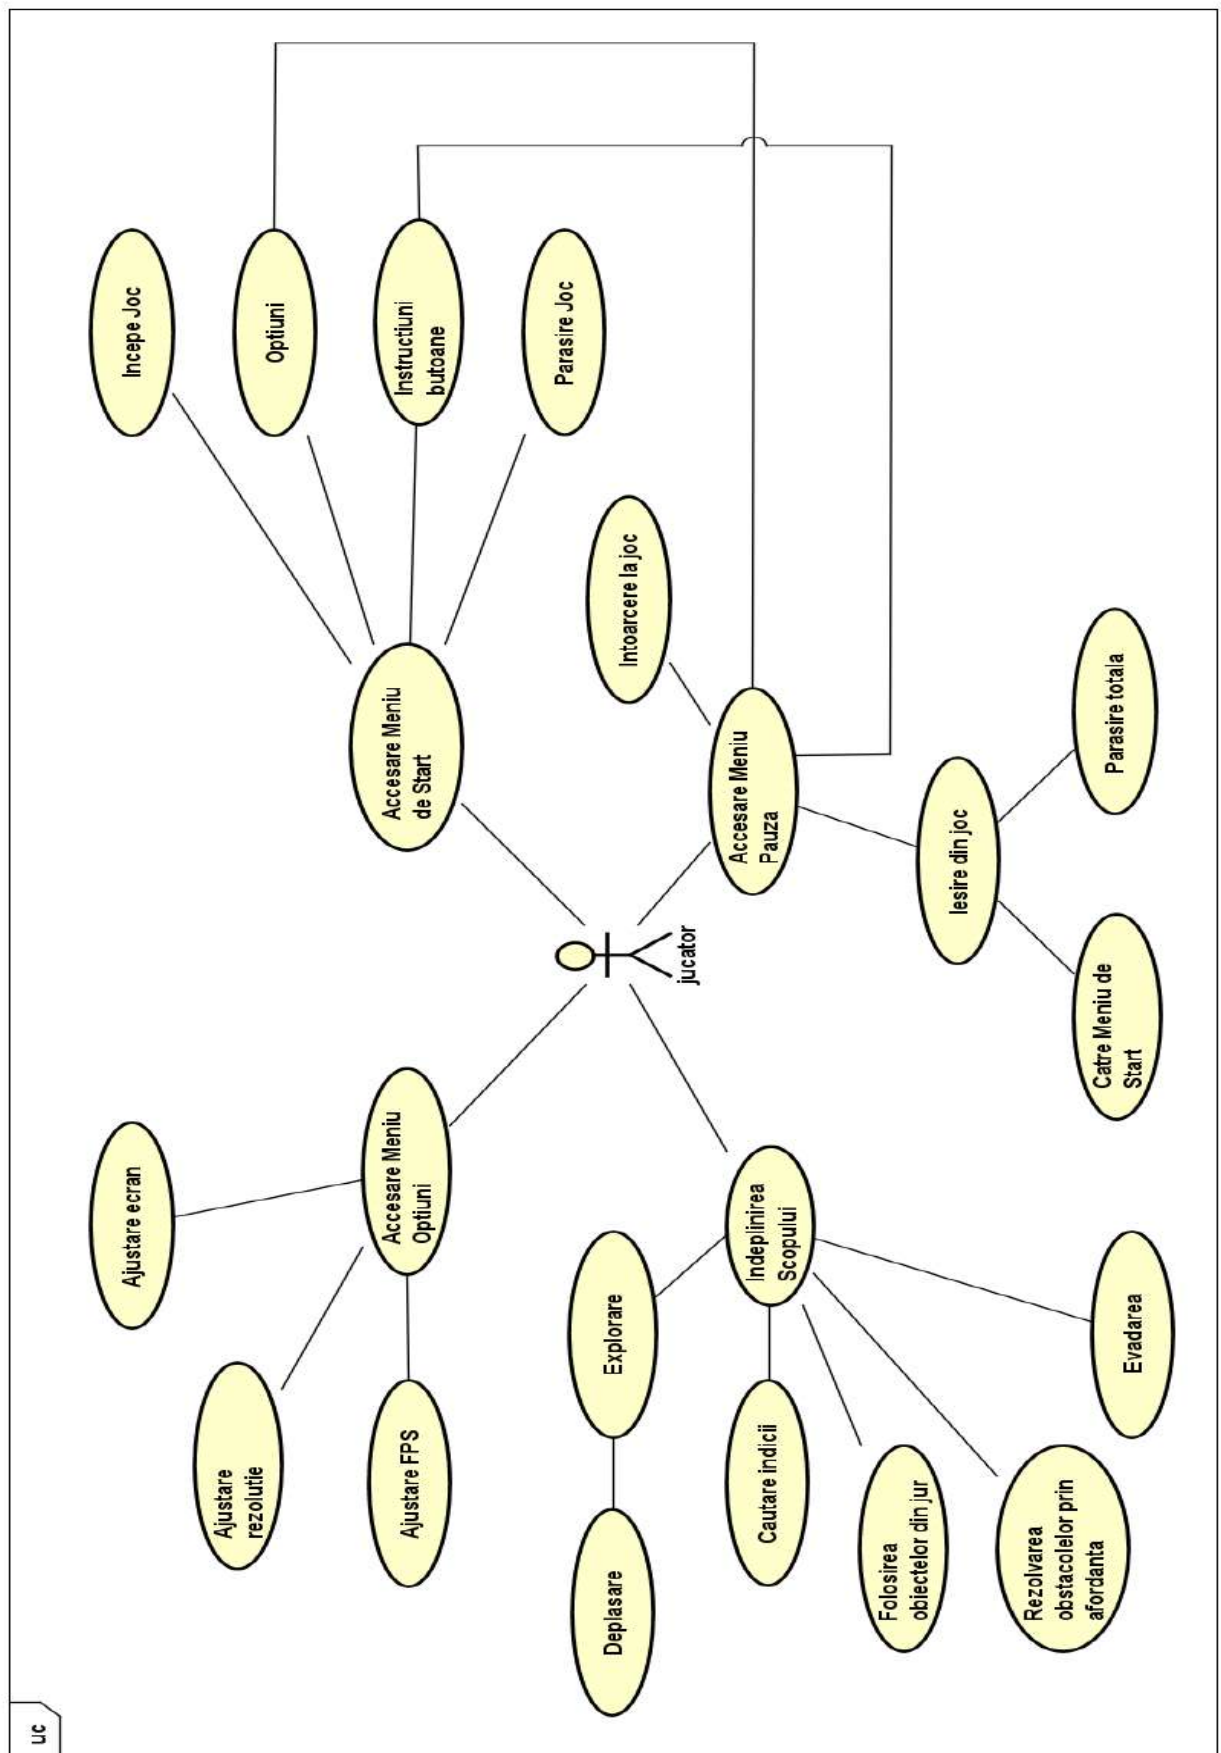 uc
Ajustare ecran
Incepe Joc
Ajustare
rezolutie
Optiuni
Ajustare FPS
Accesare Meniu
Optiuni
Accesare Meniu
de Start
Instructiuni
butoane
Parasire Joc
Deplasare
Explorare
jucator
Intoarcere la joc
Cautare indicii
Indeplinirea
Scopului
Accesare Meniu
Pauza
Folosirea
obiectelor din jur
Iesire din joc
Rezolvarea
obstacolelor prin
afordanta
Evadarea
Catre Meniu de
Start
Parasire totala